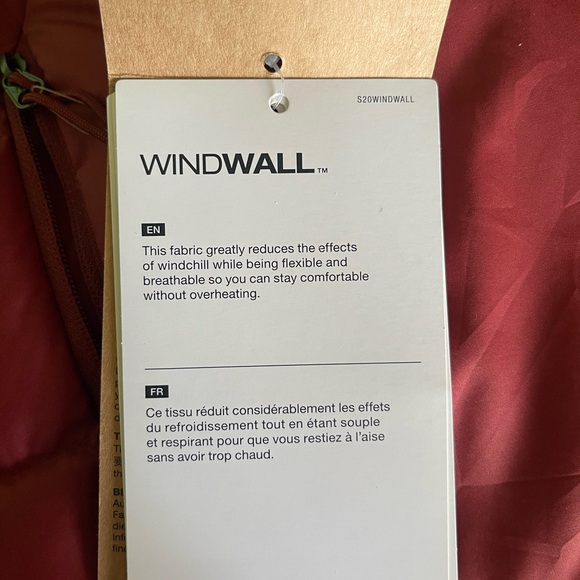 S20WINDWALL
WINDWALL™
EN
This fabric greatly reduces the effects
of windchill while being flexible and
breathable so you can stay comfortable
without overheating.
FR
Ce tissu réduit considérablement les effets
du refroidissement tout en étant souple
et respirant pour que vous restiez à l'aise
sans avoir trop chaud.